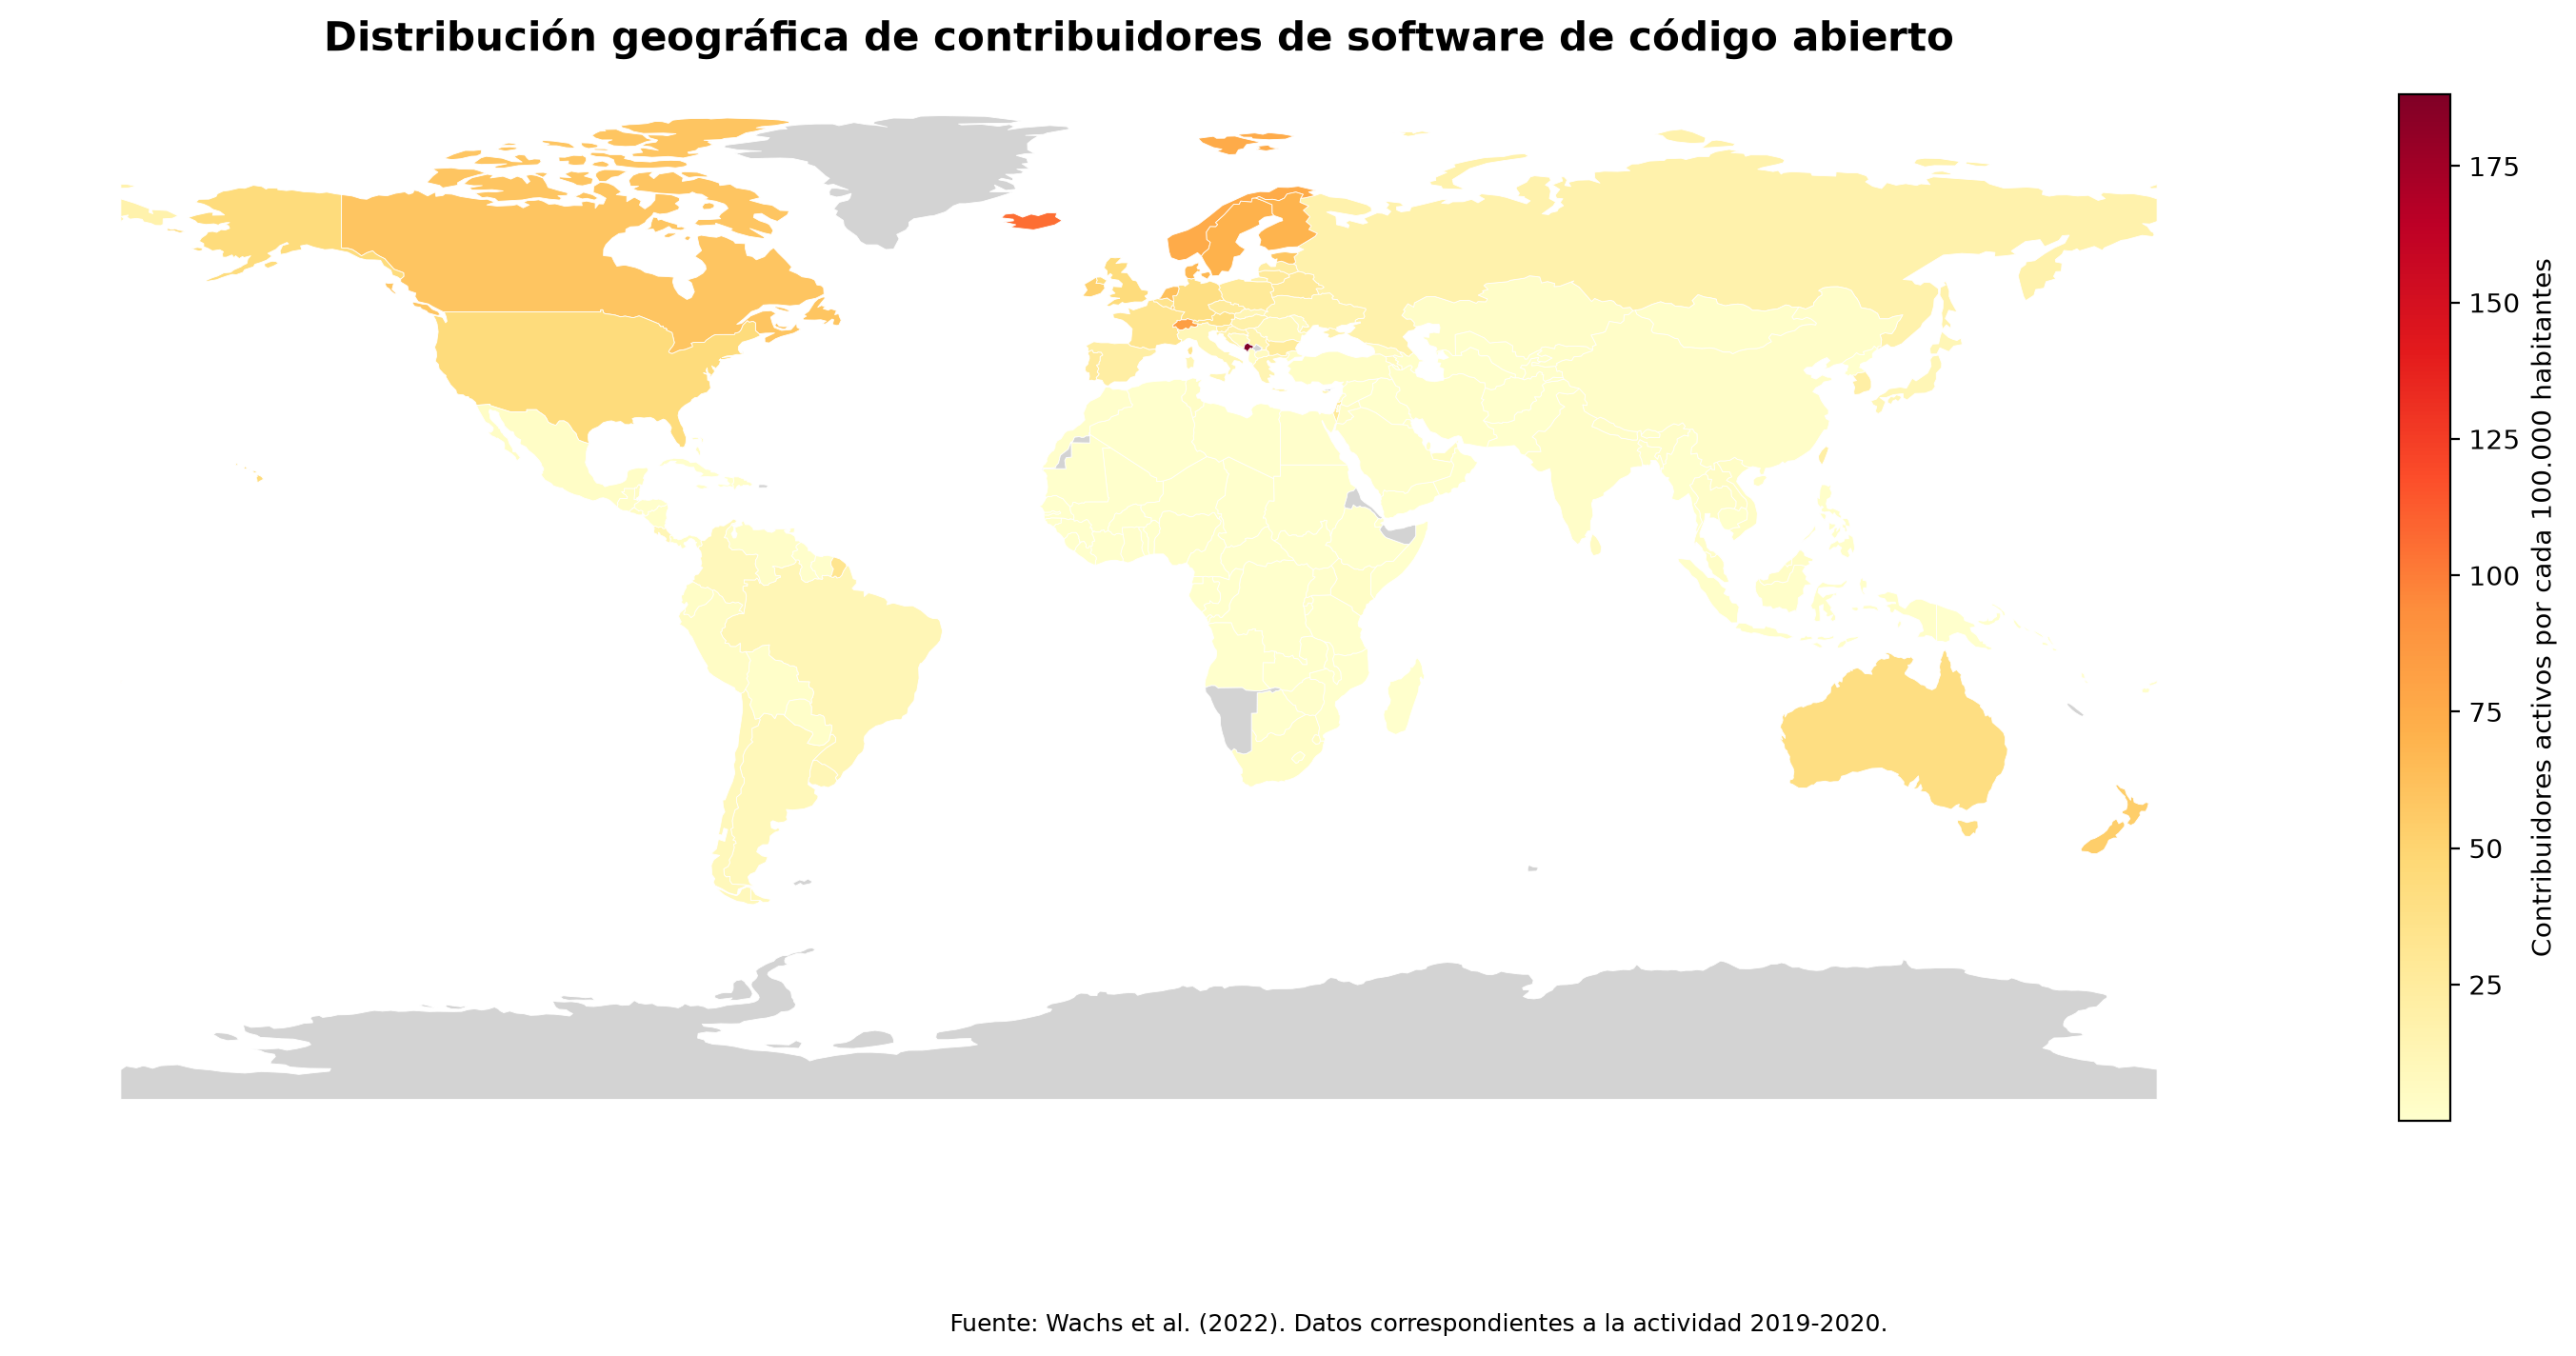 Distribución geográfica de contribuidores de software de código abierto
175
150
125
100
75
50
25
Contribuidores activos por cada 100.000 habitantes
Fuente: Wachs et al. (2022). Datos correspondientes a la actividad 2019-2020.